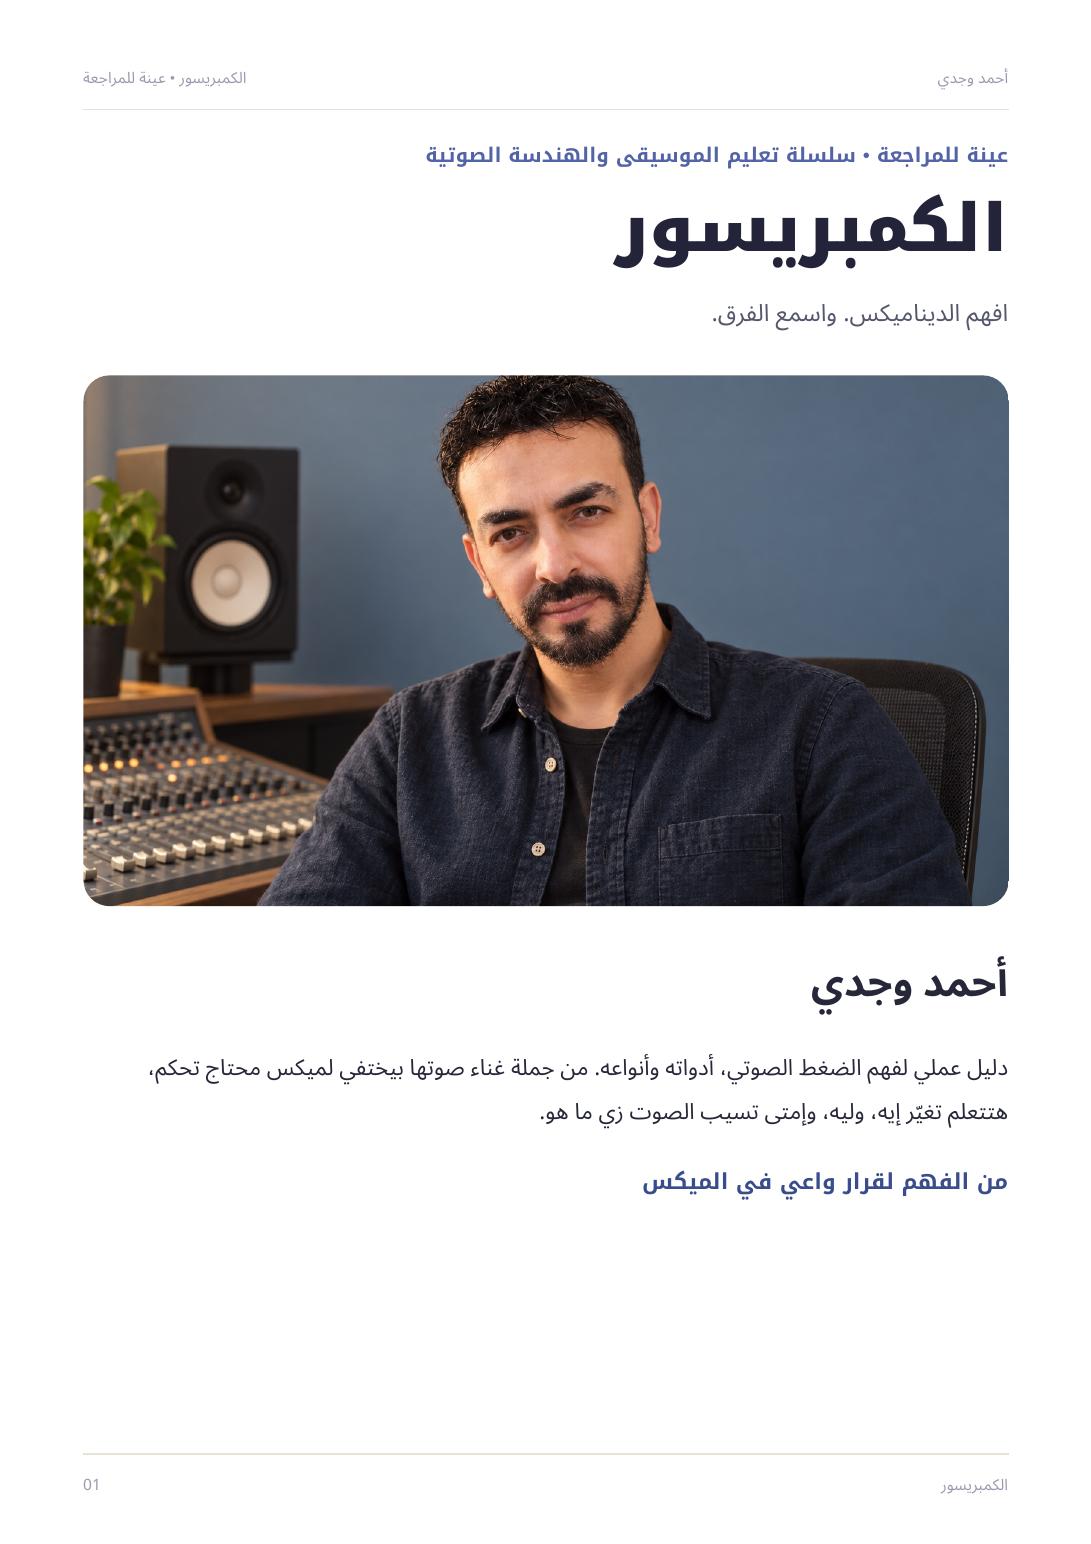 أحمد وجدي
الكمبريسور • عينة للمراجعة
عينة للمراجعة • سلسلة تعليم الموسيقى والهندسة الصوتية
الكمبريسور
افهم الديناميكس. واسمع الفرق.
أحمد وجدي
دليل عملي لفهم الضغط الصوتي، أدواته وأنواعه. من جملة غناء صوتها بيختفي لميكس محتاج تحكم،
هتتعلم تغيّر إيه، وليه، وإمتى تسيب الصوت زي ما هو.
من الفهم لقرار واعي في الميكس
الكمبريسور
01